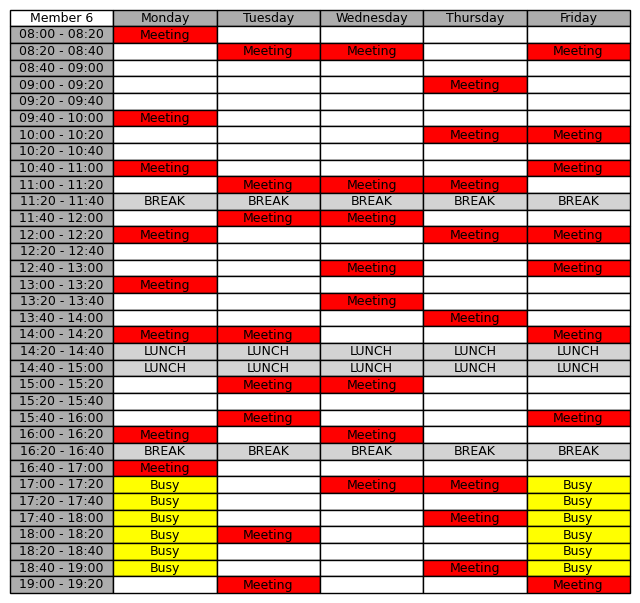 Member 6 Monday Tuesday Wednesday Thursday Friday
08:00 - 08:20 Meeting
08:20 - 08:40 Meeting Meeting Meeting
08:40 - 09:00
09:00 - 09:20 Meeting
09:20 - 09:40
09:40 - 10:00 Meeting
10:00 - 10:20 Meeting Meeting
10:20 - 10:40
10:40 - 11:00 Meeting Meeting
11:00 - 11:20 Meeting Meeting Meeting
11:20 - 11:40 BREAK BREAK BREAK BREAK BREAK
11:40 - 12:00 Meeting Meeting
12:00 - 12:20 Meeting Meeting Meeting
12:20 - 12:40
12:40 - 13:00 Meeting Meeting
13:00 - 13:20 Meeting
13:20 - 13:40 Meeting
13:40 - 14:00 Meeting
14:00 - 14:20 Meeting Meeting Meeting
14:20 - 14:40 LUNCH LUNCH LUNCH LUNCH LUNCH
14:40 - 15:00 LUNCH LUNCH LUNCH LUNCH LUNCH
15:00 - 15:20 Meeting Meeting
15:20 - 15:40
15:40 - 16:00 Meeting Meeting
16:00 - 16:20 Meeting Meeting
16:20 - 16:40 BREAK BREAK BREAK BREAK BREAK
16:40 - 17:00 Meeting
17:00 - 17:20 Busy Meeting Meeting Busy
17:20 - 17:40 Busy Busy
17:40 - 18:00 Busy Meeting Busy
18:00 - 18:20 Busy Meeting Busy
18:20 - 18:40 Busy Busy
18:40 - 19:00 Busy Meeting Busy
19:00 - 19:20 Meeting Meeting